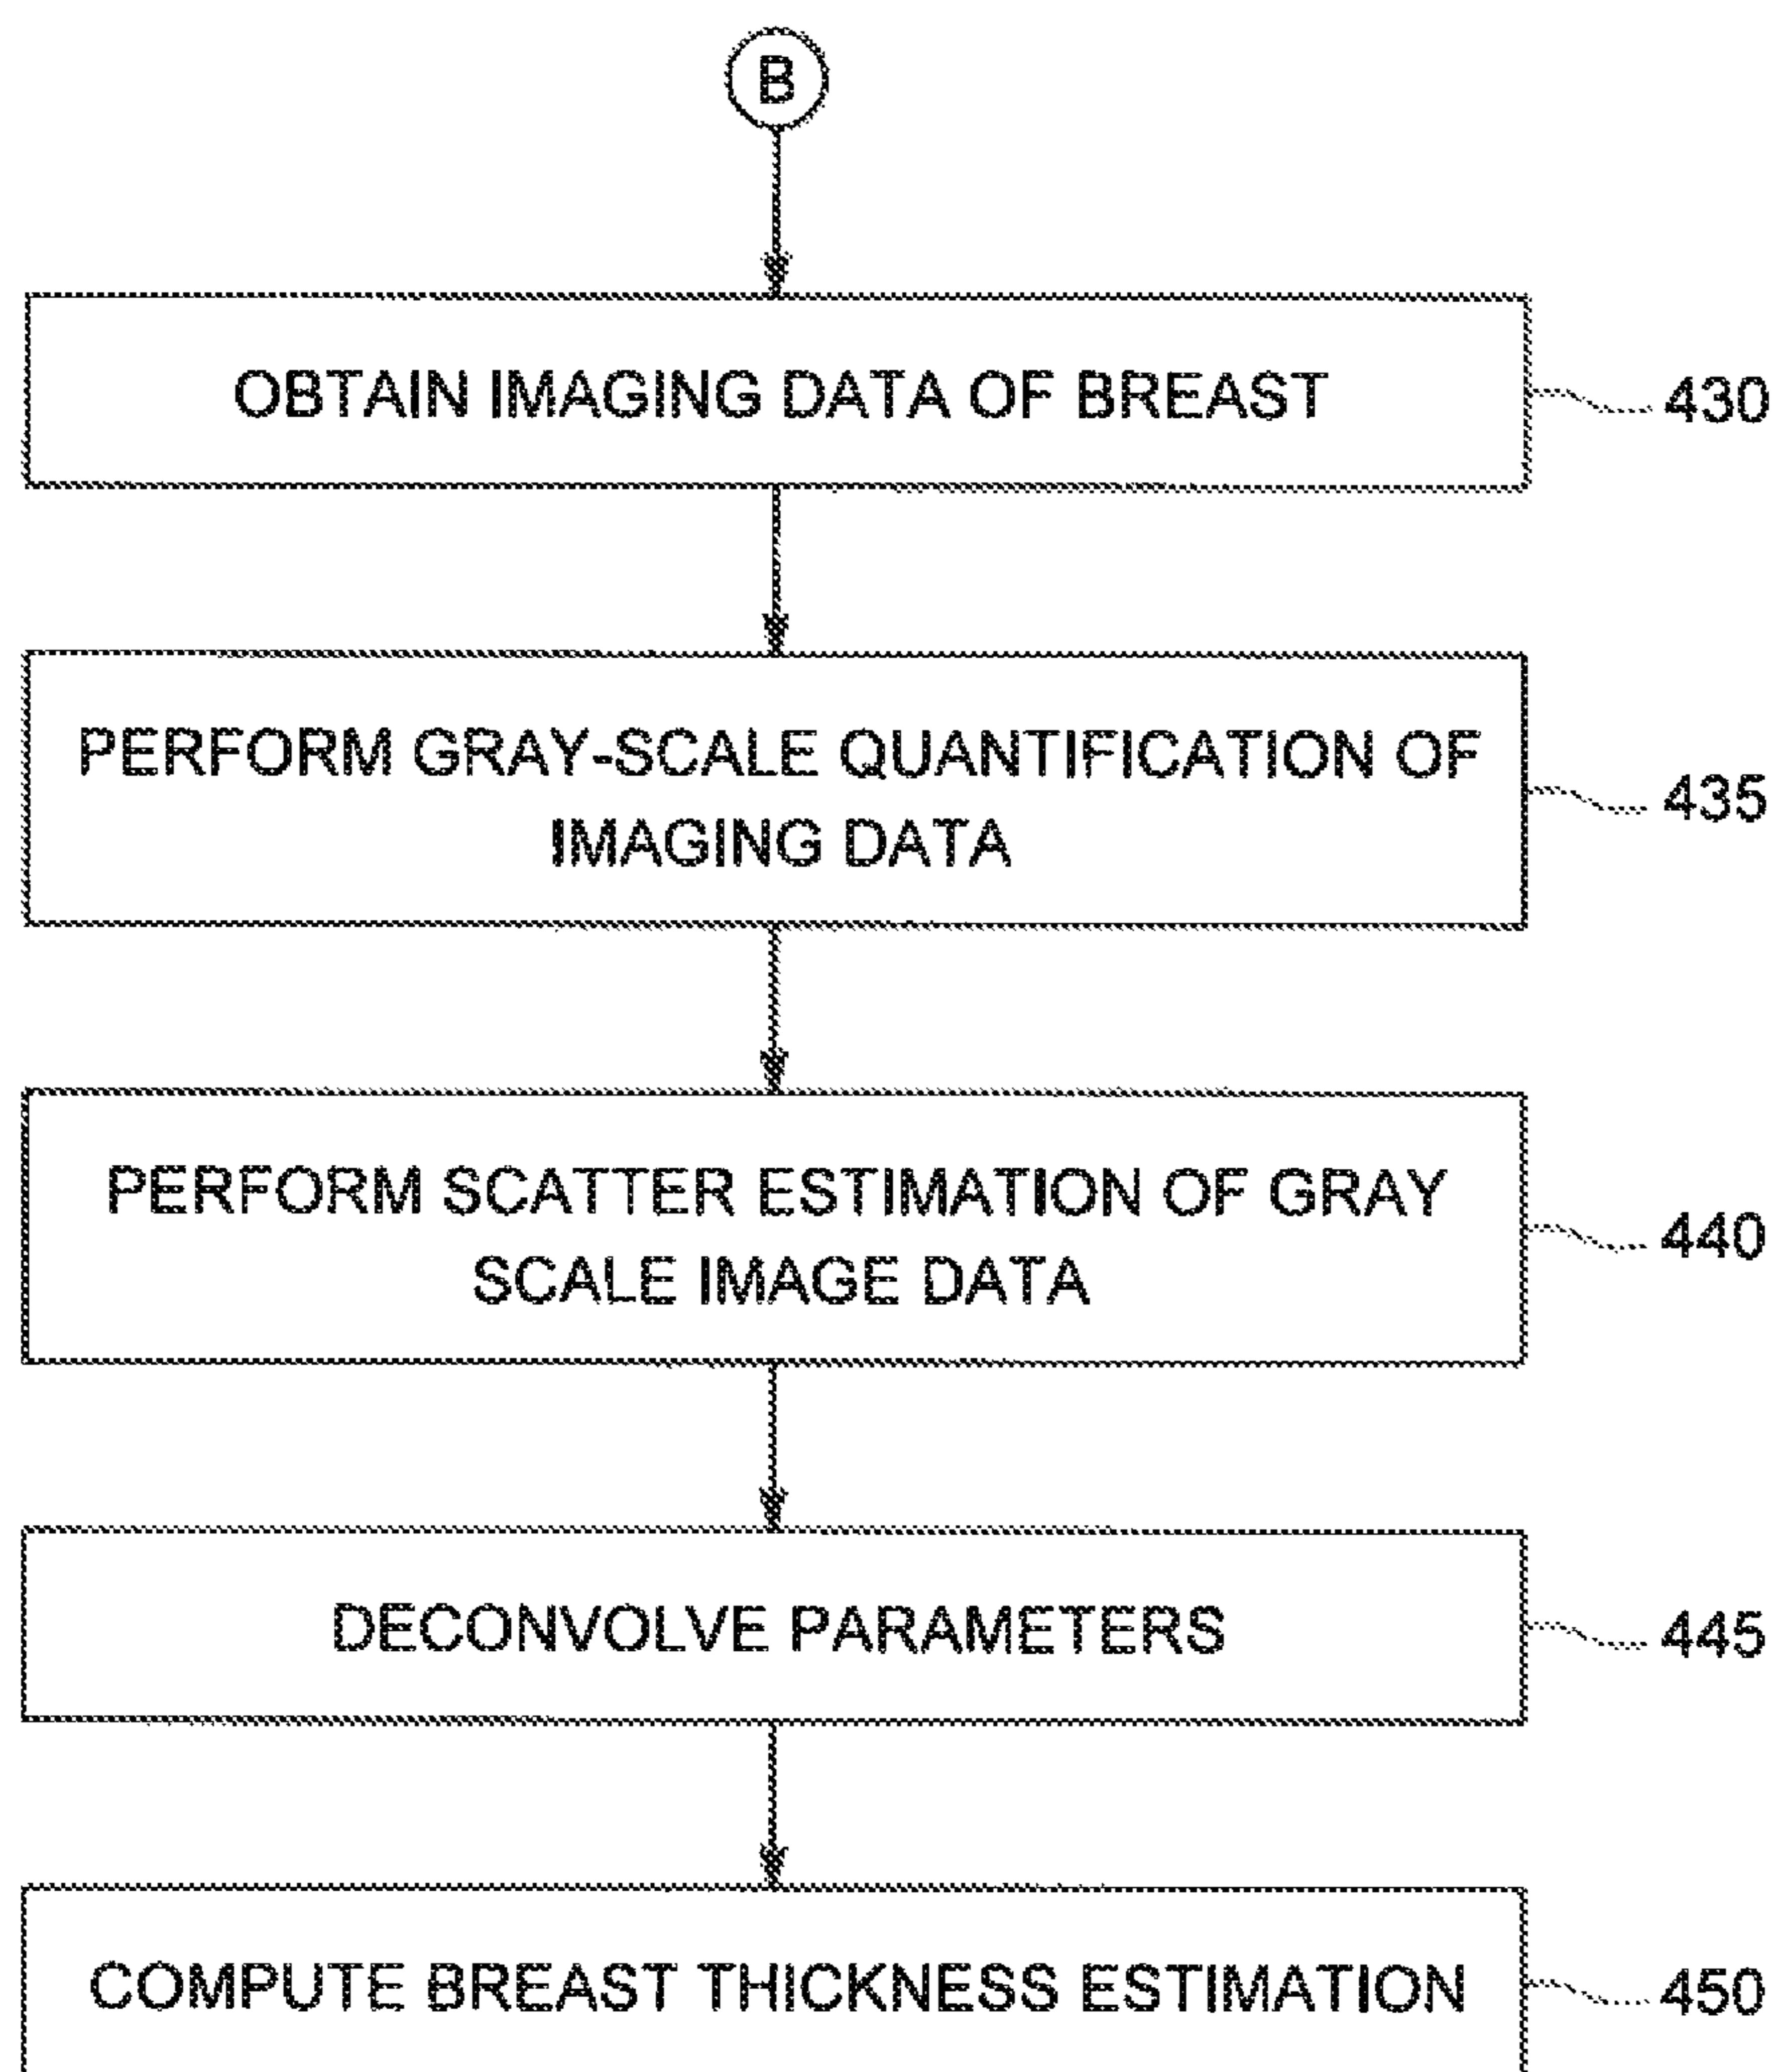 B
OBTAIN IMAGING DATA OF BREAST
430
PERFORM GRAY-SCALE QUANTIFICATION OF
IMAGING DATA
435
PERFORM SCATTER ESTIMATION OF GRAY
SCALE IMAGE DATA
440
DECONVOLVE PARAMETERS
445
COMPUTE BREAST THICKNESS ESTIMATION
450